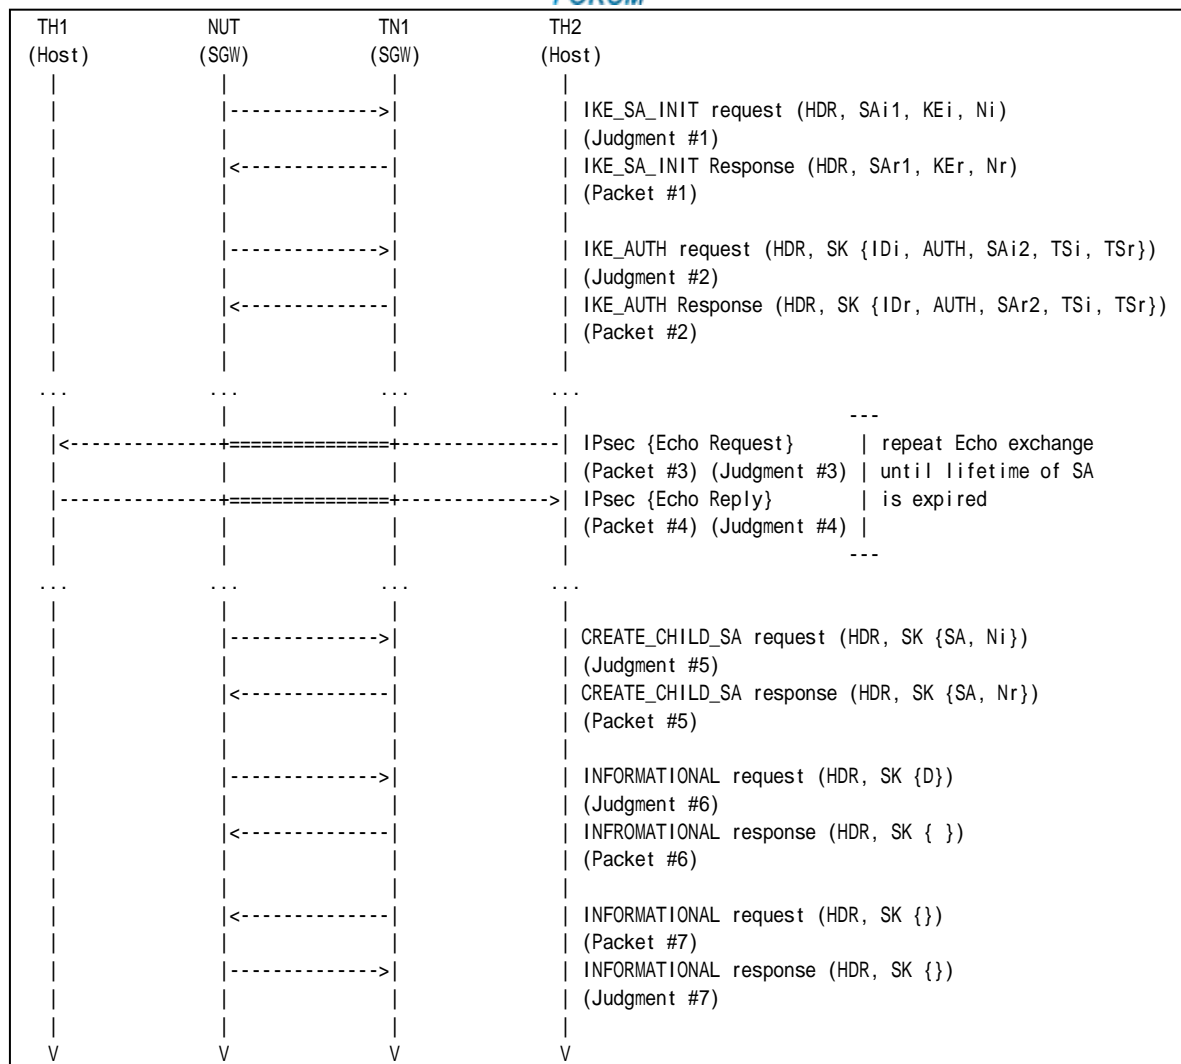 FORUM
TH1 NUT TN1 TH2
(Host) (SGW) (SGW) (Host)
| | | |
| |-------------->| | IKE_SA_INIT request (HDR, SAi1, KEi, Ni)
| | | | (Judgment #1)
| |<--------------| | IKE_SA_INIT Response (HDR, SAr1, KEr, Nr)
| | | | (Packet #1)
| | | |
| |-------------->| | IKE_AUTH request (HDR, SK {IDi, AUTH, SAi2, TSi, TSr})
| | | | (Judgment #2)
| |<--------------| | IKE_AUTH Response (HDR, SK {IDr, AUTH, SAr2, TSi, TSr})
| | | | (Packet #2)
| | | |
... ... ... ...
| | | | ---
|<--------------+===============+---------------| IPsec {Echo Request} | repeat Echo exchange
| | | | (Packet #3) (Judgment #3) | until lifetime of SA
|---------------+===============+-------------->| IPsec {Echo Reply} | is expired
| | | | (Packet #4) (Judgment #4) |
| | | | ---
... ... ... ...
| | | |
| |-------------->| | CREATE_CHILD_SA request (HDR, SK {SA, Ni})
| | | | (Judgment #5)
| |<--------------| | CREATE_CHILD_SA response (HDR, SK {SA, Nr})
| | | | (Packet #5)
| | | |
| |-------------->| | INFORMATIONAL request (HDR, SK {D})
| | | | (Judgment #6)
| |<--------------| | INFROMATIONAL response (HDR, SK { })
| | | | (Packet #6)
| | | |
| |<--------------| | INFORMATIONAL request (HDR, SK {})
| | | | (Packet #7)
| |-------------->| | INFORMATIONAL response (HDR, SK {})
| | | | (Judgment #7)
| | | |
V V V V